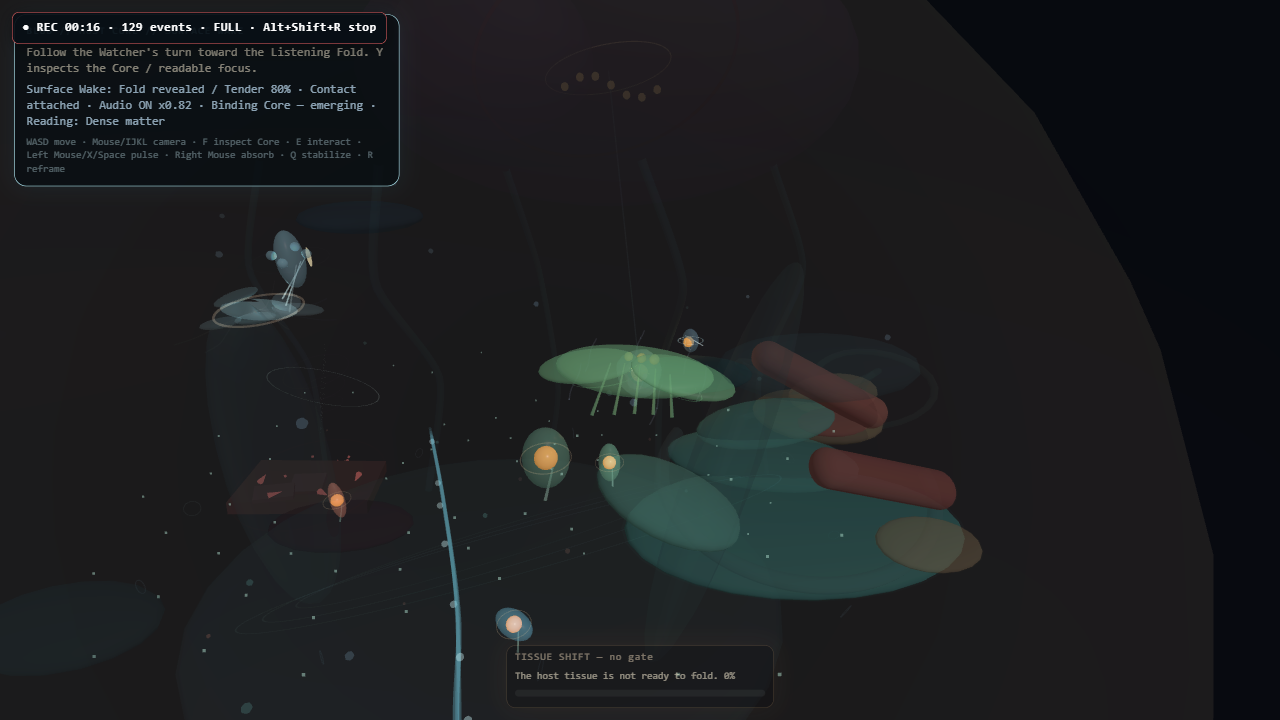 ● REC 00:16 · 129 events · FULL · Alt+Shift+R stop
Follow the Watcher's turn toward the Listening Fold. Y
inspects the Core / readable focus.
Surface Wake: Fold revealed / Tender 80% · Contact
attached · Audio ON x0.82 · Binding Core — emerging ·
Reading: Dense matter
WASD move · Mouse/IJKL camera · F inspect Core · E interact ·
Left Mouse/X/Space pulse · Right Mouse absorb · Q stabilize · R
reframe
TISSUE SHIFT — no gate
The host tissue is not ready to fold. 0%